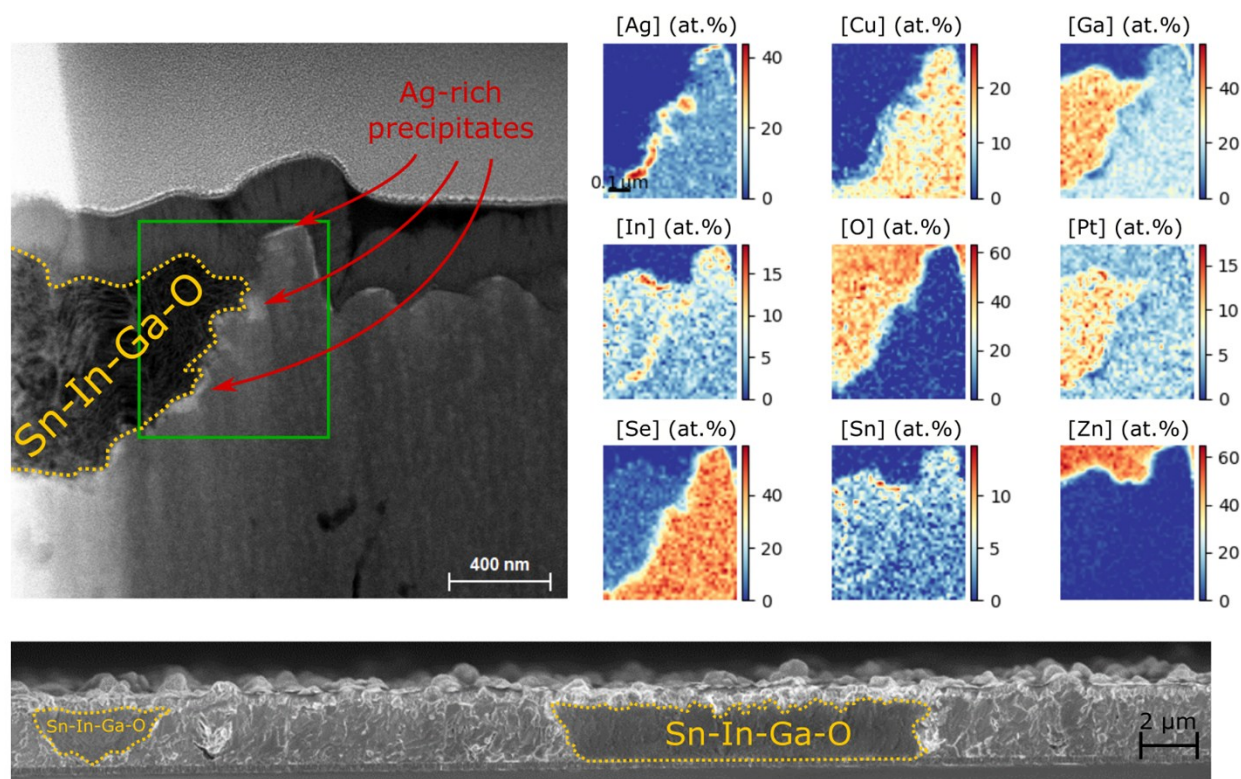 Ag-rich
precipitates
Sn-In-Ga-O
400 nm
[Ag] (at.%)
40
20
0
0.1 μm
[Cu] (at.%)
20
10
0
[Ga] (at.%)
40
20
0
[In] (at.%)
15
10
5
0
[O] (at.%)
60
40
20
0
[Pt] (at.%)
15
10
5
0
[Se] (at.%)
40
20
0
[Sn] (at.%)
10
5
0
[Zn] (at.%)
60
40
20
0
Sn-In-Ga-O
Sn-In-Ga-O
2 μm